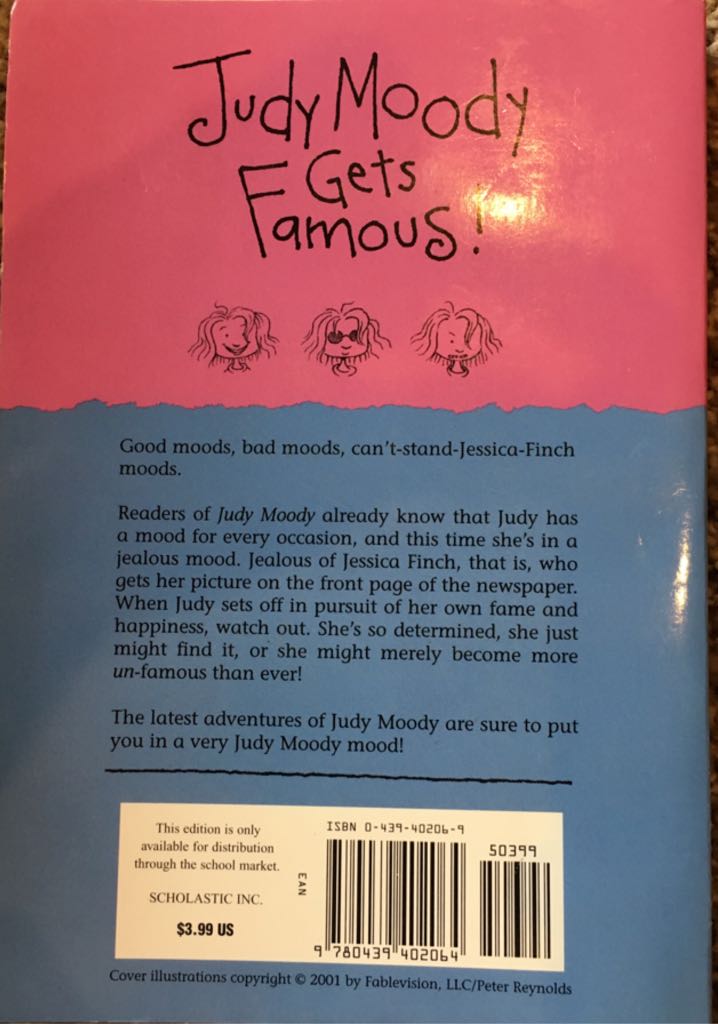 Judy Moody
Gets
Famous!
Good moods, bad moods, can't-stand-Jessica-Finch
moods.
Readers of Judy Moody already know that Judy has
a mood for every occasion, and this time she's in a
jealous mood. Jealous of Jessica Finch, that is, who
gets her picture on the front page of the newspaper.
When Judy sets off in pursuit of her own fame and
happiness, watch out. She's so determined, she just
might find it, or she might merely become more
un-famous than ever!
The latest adventures of Judy Moody are sure to put
you in a very Judy Moody mood!
This edition is only
available for distribution
through the school market.
SCHOLASTIC INC.
$3.99 US
EAN
ISBN 0-439-40206-9
50399
9 780439 402064
Cover illustrations copyright © 2001 by Fablevision, LLC/Peter Reynolds